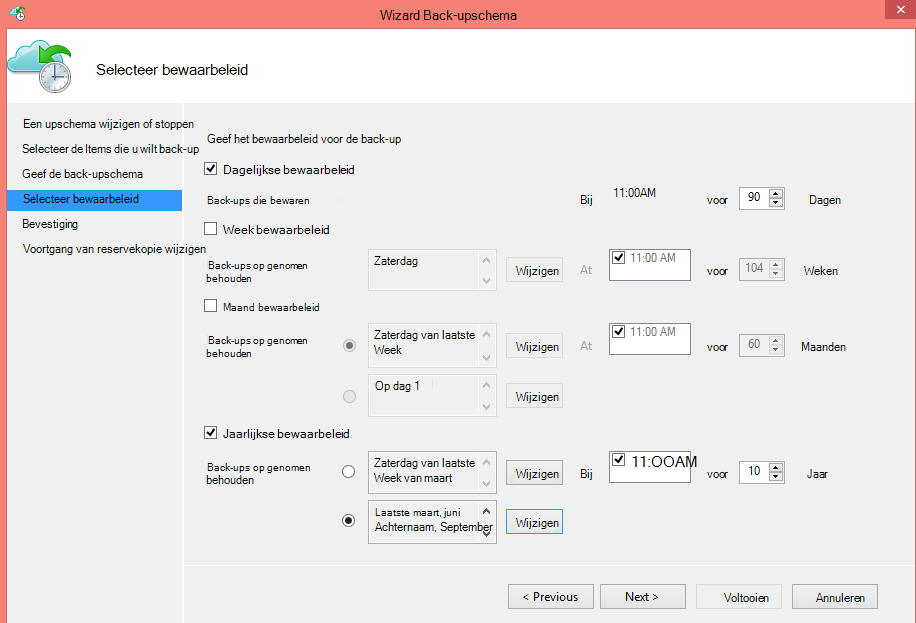 Wizard Back-upschema
Selecteer bewaarbeleid
Een upschema wijzigen of stoppen
Selecteer de Items die u wilt back-up
Geef de back-upschema
Selecteer bewaarbeleid
Bevestiging
Voortgang van reservekopie wijzigen
Geef het bewaarbeleid voor de back-up
Dagelijkse bewaarbeleid
Back-ups die bewaren
Bij
11:00AM
voor
90
Dagen
Week bewaarbeleid
Back-ups op genomen
behouden
Zaterdag
Wijzigen
At
11:00 AM
voor
104
Weken
Maand bewaarbeleid
Back-ups op genomen
behouden
Zaterdag van laatste
Week
Wijzigen
At
11:00 AM
voor
60
Maanden
Op dag 1
Wijzigen
Jaarlijkse bewaarbeleid
Back-ups op genomen
behouden
Zaterdag van laatste
Week van maart
Wijzigen
Bij
11:OOAM
voor
10
Jaar
Laatste maart, juni
Achternaam, September
Wijzigen
< Previous
Next >
Voltooien
Annuleren